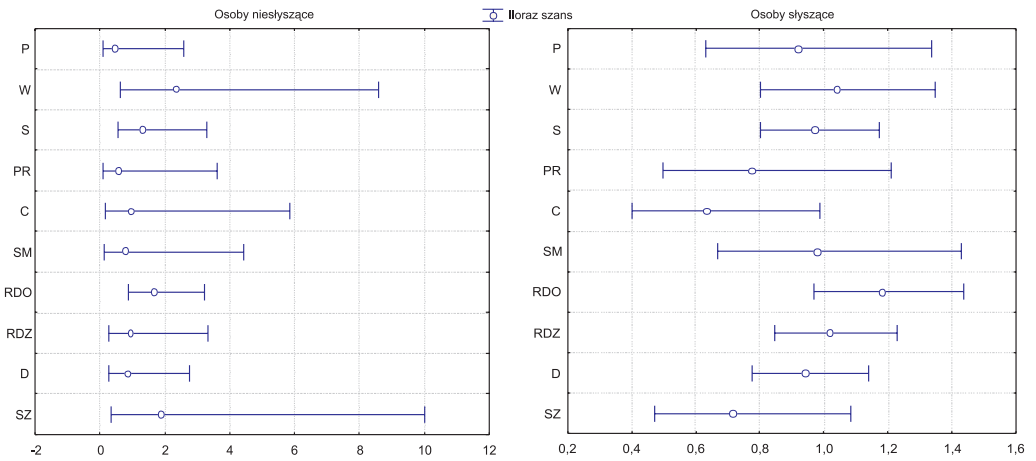 Osoby niesłyszące
Iloraz szans
Osoby słyszące
P
W
S
PR
C
SM
RDO
RDZ
D
SZ
-2 0 2 4 6 8 10 12
P
W
S
PR
C
SM
RDO
RDZ
D
SZ
0,2 0,4 0,6 0,8 1,0 1,2 1,4 1,6